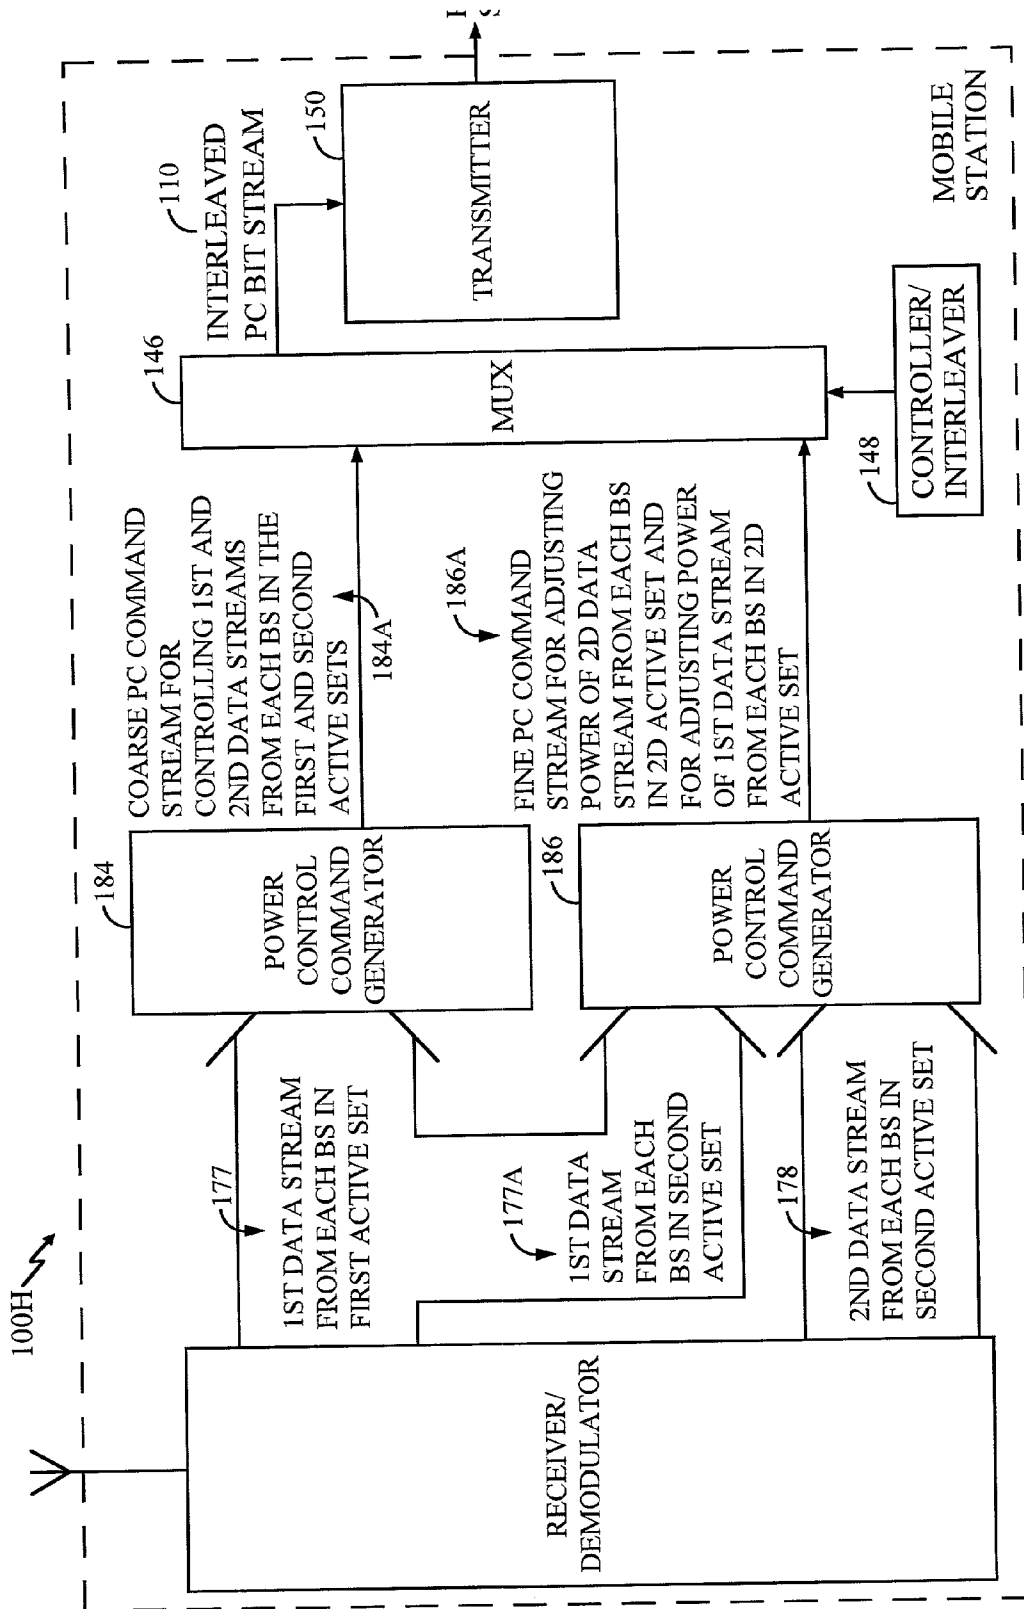 100H
RECEIVER/
DEMODULATOR
177
1ST DATA STREAM
FROM EACH BS IN
FIRST ACTIVE SET
177A
1ST DATA
STREAM
FROM EACH
BS IN SECOND
ACTIVE SET
178
2ND DATA STREAM
FROM EACH BS IN
SECOND ACTIVE SET
184
POWER
CONTROL
COMMAND
GENERATOR
186
POWER
CONTROL
COMMAND
GENERATOR
COARSE PC COMMAND
STREAM FOR
CONTROLLING 1ST AND
2ND DATA STREAMS
FROM EACH BS IN THE
FIRST AND SECOND
ACTIVE SETS
184A
186A
FINE PC COMMAND
STREAM FOR ADJUSTING
POWER OF 2D DATA
STREAM FROM EACH BS
IN 2D ACTIVE SET AND
FOR ADJUSTING POWER
OF 1ST DATA STREAM
FROM EACH BS IN 2D
ACTIVE SET
146
MUX
148
CONTROLLER/
INTERLEAVER
110
INTERLEAVED
PC BIT STREAM
150
TRANSMITTER
MOBILE
STATION